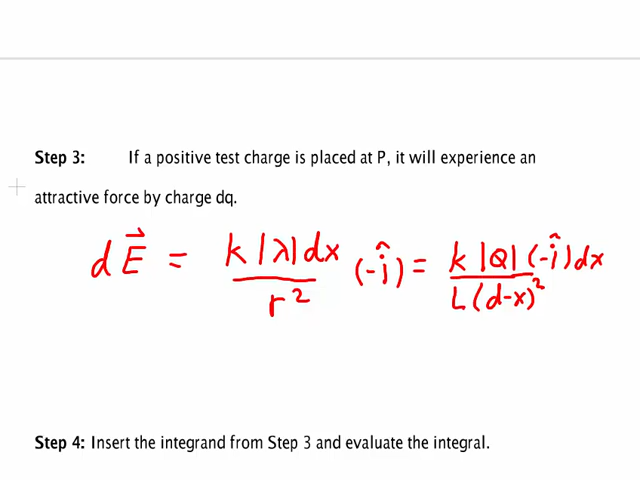 Step 3: If a positive test charge is placed at P, it will experience an
attractive force by charge dq.
dE⃗ = k|λ|dx / r² (-î) = k|Q|(-î)dx / L(d-x)²
Step 4: Insert the integrand from Step 3 and evaluate the integral.